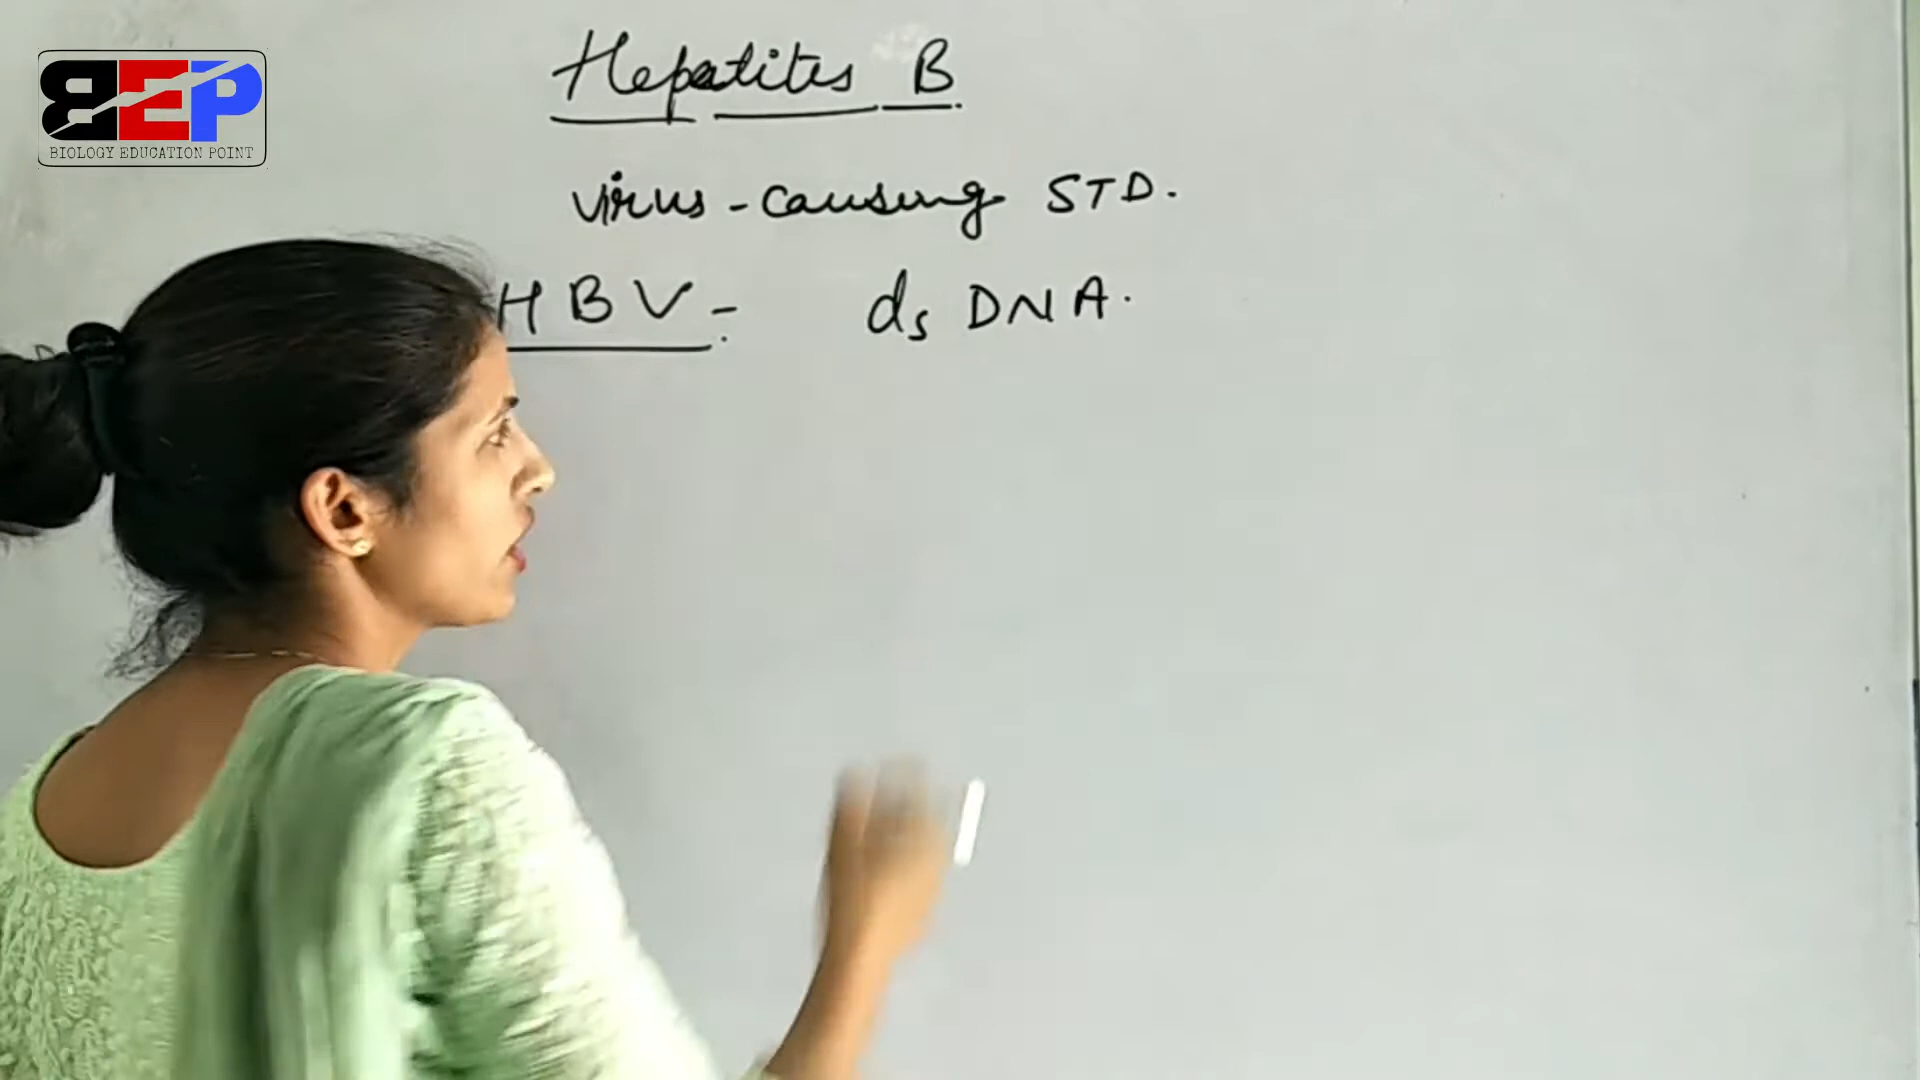 BEP
BIOLOGY EDUCATION POINT
Hepatitis B
virus - causing STD.
HBV - ds DNA.